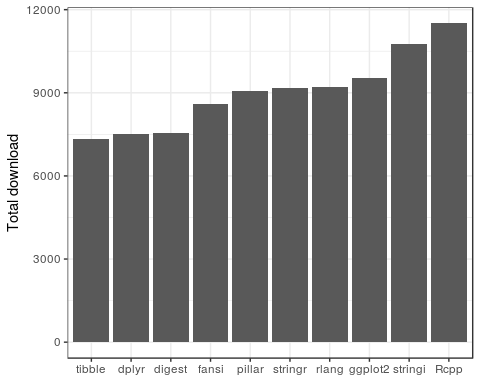 12000
9000
6000
3000
0
Total download
tibble dplyr digest fansi pillar stringr rlang ggplot2 stringi Rcpp